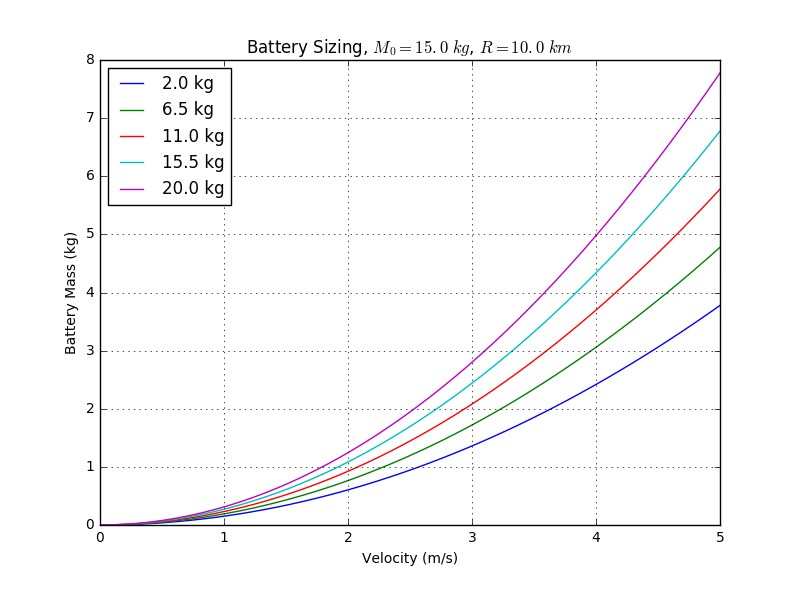 Battery Sizing, M₀ = 15.0 kg, R = 10.0 km
8
7
6
5
4
3
2
1
0
Battery Mass (kg)
2.0 kg
6.5 kg
11.0 kg
15.5 kg
20.0 kg
0 1 2 3 4 5
Velocity (m/s)